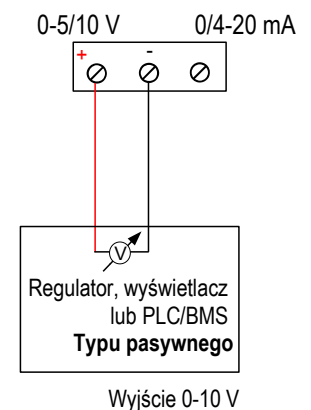 0-5/10 V 0/4-20 mA
+ -
V
Regulator, wyświetlacz
lub PLC/BMS
Typu pasywnego
Wyjście 0-10 V